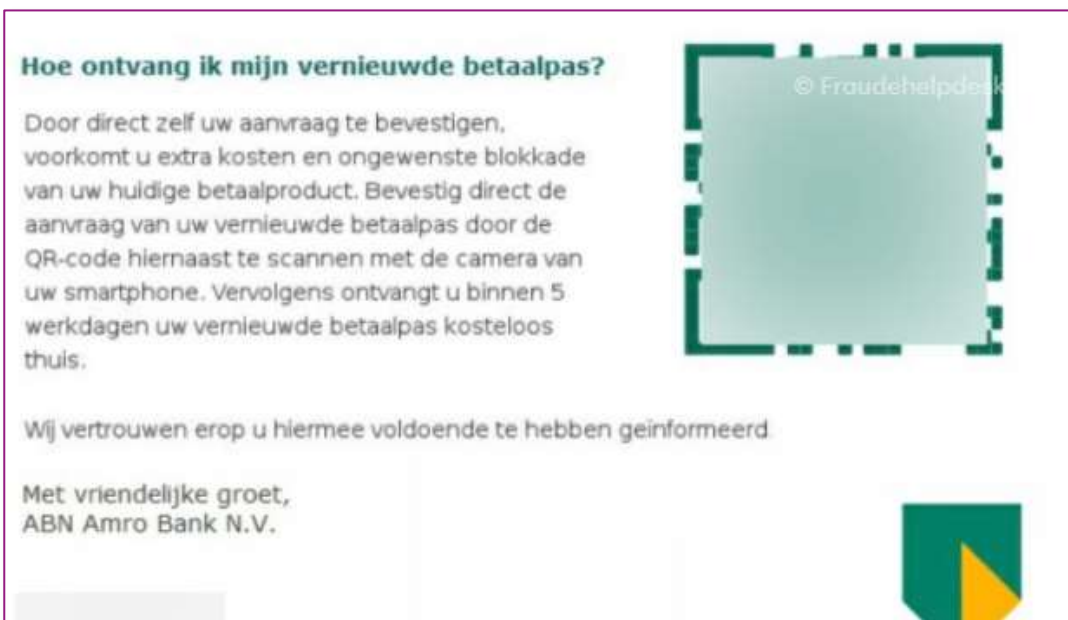 Hoe ontvang ik mijn vernieuwde betaalpas?
© Fraudehelpdesk
Door direct zelf uw aanvraag te bevestigen,
voorkomt u extra kosten en ongewenste blokkade
van uw huidige betaalproduct. Bevestig direct de
aanvraag van uw vernieuwde betaalpas door de
QR-code hiernaast te scannen met de camera van
uw smartphone. Vervolgens ontvangt u binnen 5
werkdagen uw vernieuwde betaalpas kosteloos
thuis.
Wij vertrouwen erop u hiermee voldoende te hebben geïnformeerd
Met vriendelijke groet,
ABN Amro Bank N.V.